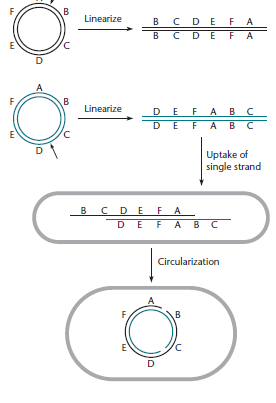 F B
E C
D
Linearize
B C D E F A
B C D E F A
A
F B
E C
D
Linearize
D E F A B C
D E F A B C
Uptake of
single strand
B C D E F A
D E F A B C
Circularization
A
F B
E C
D